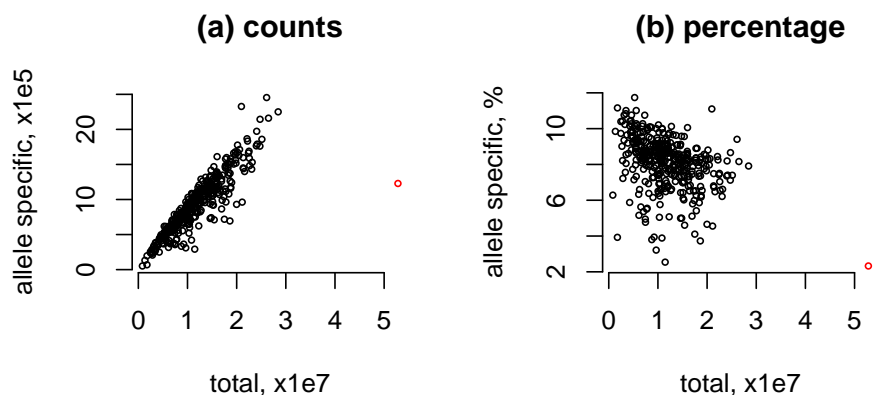 (a) counts
allele specific, x1e5
20
10
0
0 1 2 3 4 5
total, x1e7
(b) percentage
allele specific, %
10
6
2
0 1 2 3 4 5
total, x1e7